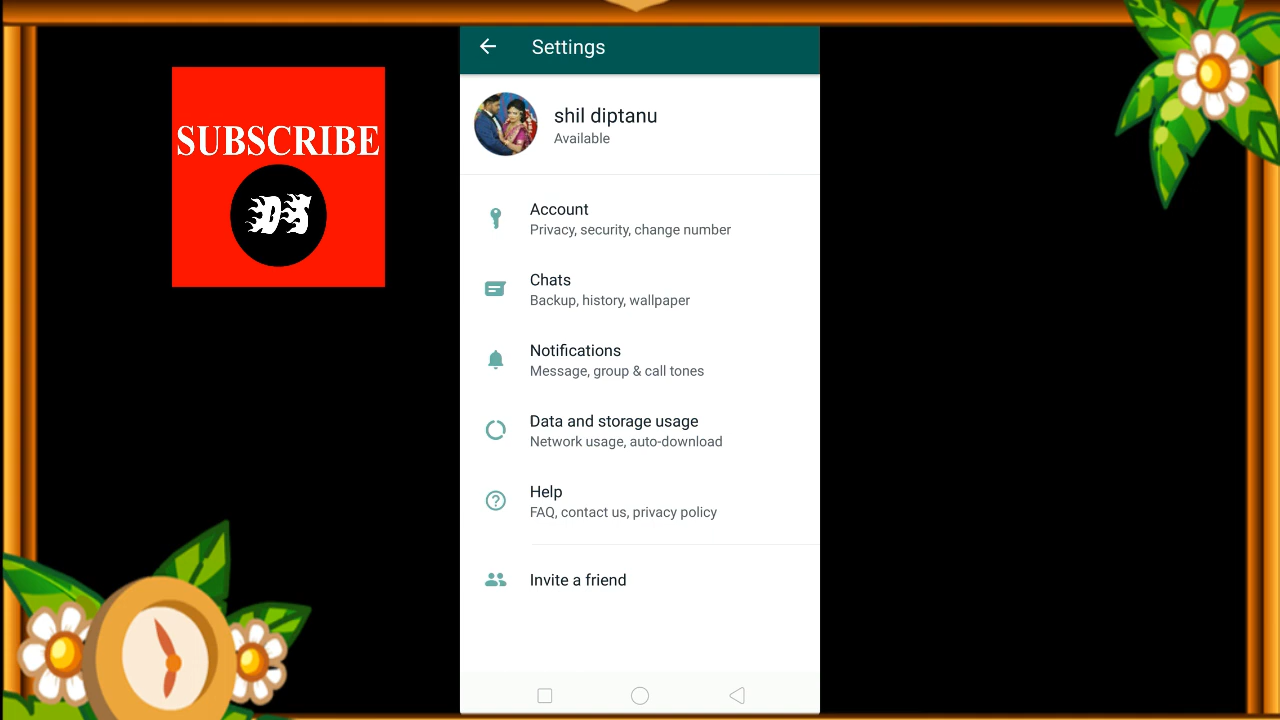 SUBSCRIBE
DS
Settings
shil diptanu
Available
Account
Privacy, security, change number
Chats
Backup, history, wallpaper
Notifications
Message, group & call tones
Data and storage usage
Network usage, auto-download
Help
FAQ, contact us, privacy policy
Invite a friend